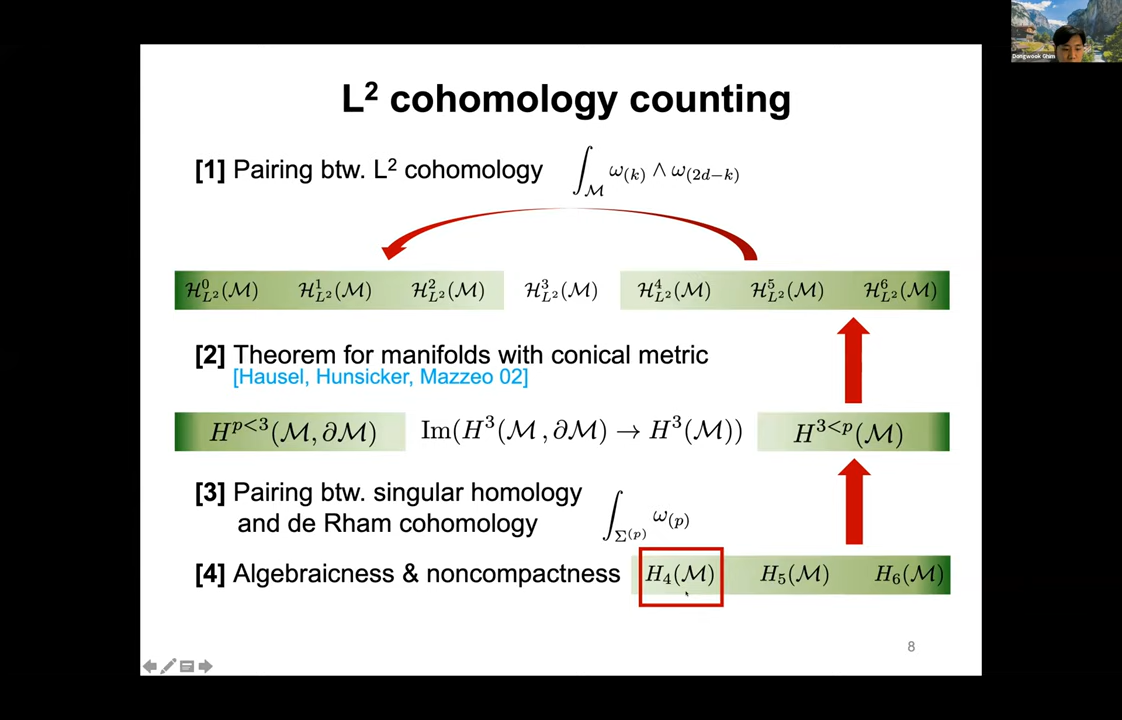 Dongwook Ghim
L² cohomology counting
[1] Pairing btw. L² cohomology ∫_ℳ ω₍ₖ₎ ∧ ω₍₂d₋ₖ₎
ℋ⁰_L²(ℳ) ℋ¹_L²(ℳ) ℋ²_L²(ℳ) ℋ³_L²(ℳ) ℋ⁴_L²(ℳ) ℋ⁵_L²(ℳ) ℋ⁶_L²(ℳ)
[2] Theorem for manifolds with conical metric
[Hausel, Hunsicker, Mazzeo 02]
H^{p<3}(ℳ, ∂ℳ) Im(H³(ℳ, ∂ℳ) → H³(ℳ)) H^{3<p}(ℳ)
[3] Pairing btw. singular homology
and de Rham cohomology ∫_{Σ^{(p)}} ω_{(p)}
[4] Algebraicness & noncompactness H₄(ℳ) H₅(ℳ) H₆(ℳ)
8